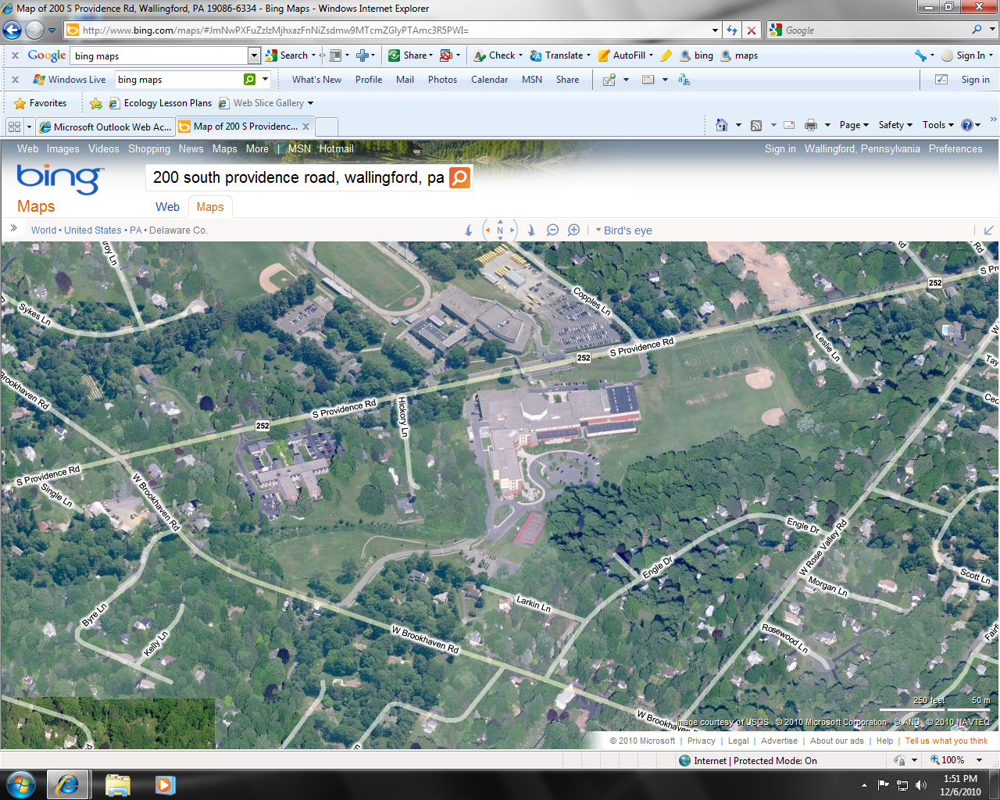 Map of 200 S Providence Rd, Wallingford, PA 19086-6334 - Bing Maps - Windows Internet Explorer
Google
bing maps Search Share Check Translate AutoFill bing maps Sign In
Windows Live bing maps What's New Profile Mail Photos Calendar MSN Share Sign in
Favorites Ecology Lesson Plans Web Slice Gallery
Microsoft Outlook Web Ac... Map of 200 S Providenc... Page Safety Tools
Web Images Videos Shopping News Maps More | MSN Hotmail Sign in Wallingford, Pennsylvania Preferences
bing™ 200 south providence road, wallingford, pa
Maps Web Maps
World • United States • PA • Delaware Co. N Bird's eye
roy Ln
Rd
Rd
S Pro
252
Copples Ln
Sykes Ln
Leslie Ln
S Providence Rd
252
Brookhaven Rd
S Providence Rd
Hickory Ln
252
S Providence Rd
Single Ln
W Brookhaven Rd
Engle Dr
W Rose Valley Rd
Engle Dr
Scott Ln
Morgan Ln
Larkin Ln
Byre Ln
Kelly Ln
W Brookhaven Rd
Rosewood Ln
250 feet 50 m
W Brookhaven
Image courtesy of USGS © 2010 Microsoft Corporation © AND, © 2010 NAVTEQ
© 2010 Microsoft | Privacy | Legal | Advertise | About our ads | Help | Tell us what you think
Internet | Protected Mode: On 100%
1:51 PM
12/6/2010